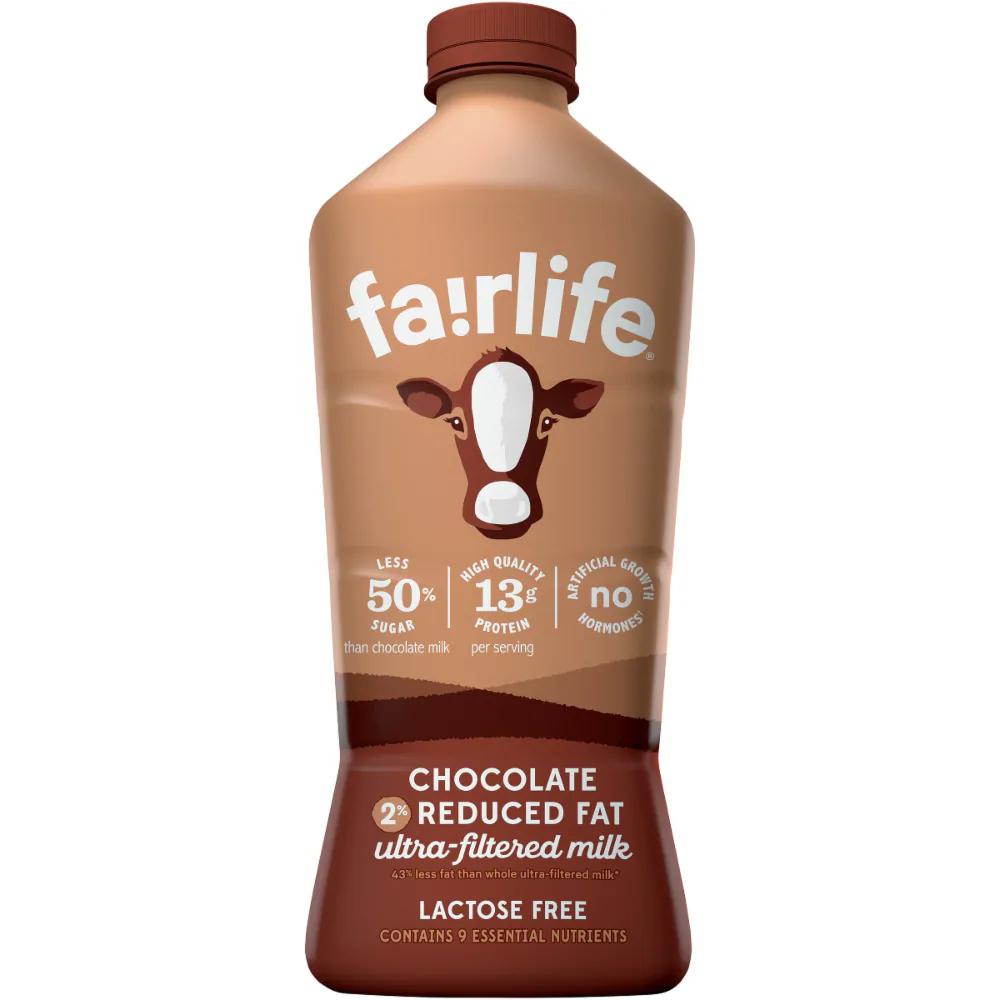 fa!rlife®
LESS
50%
SUGAR
than chocolate milk
HIGH QUALITY
13g
PROTEIN
per serving
ARTIFICIAL GROWTH
no
HORMONES†
CHOCOLATE
2% REDUCED FAT
ultra-filtered milk
43% less fat than whole ultra-filtered milk*
LACTOSE FREE
CONTAINS 9 ESSENTIAL NUTRIENTS